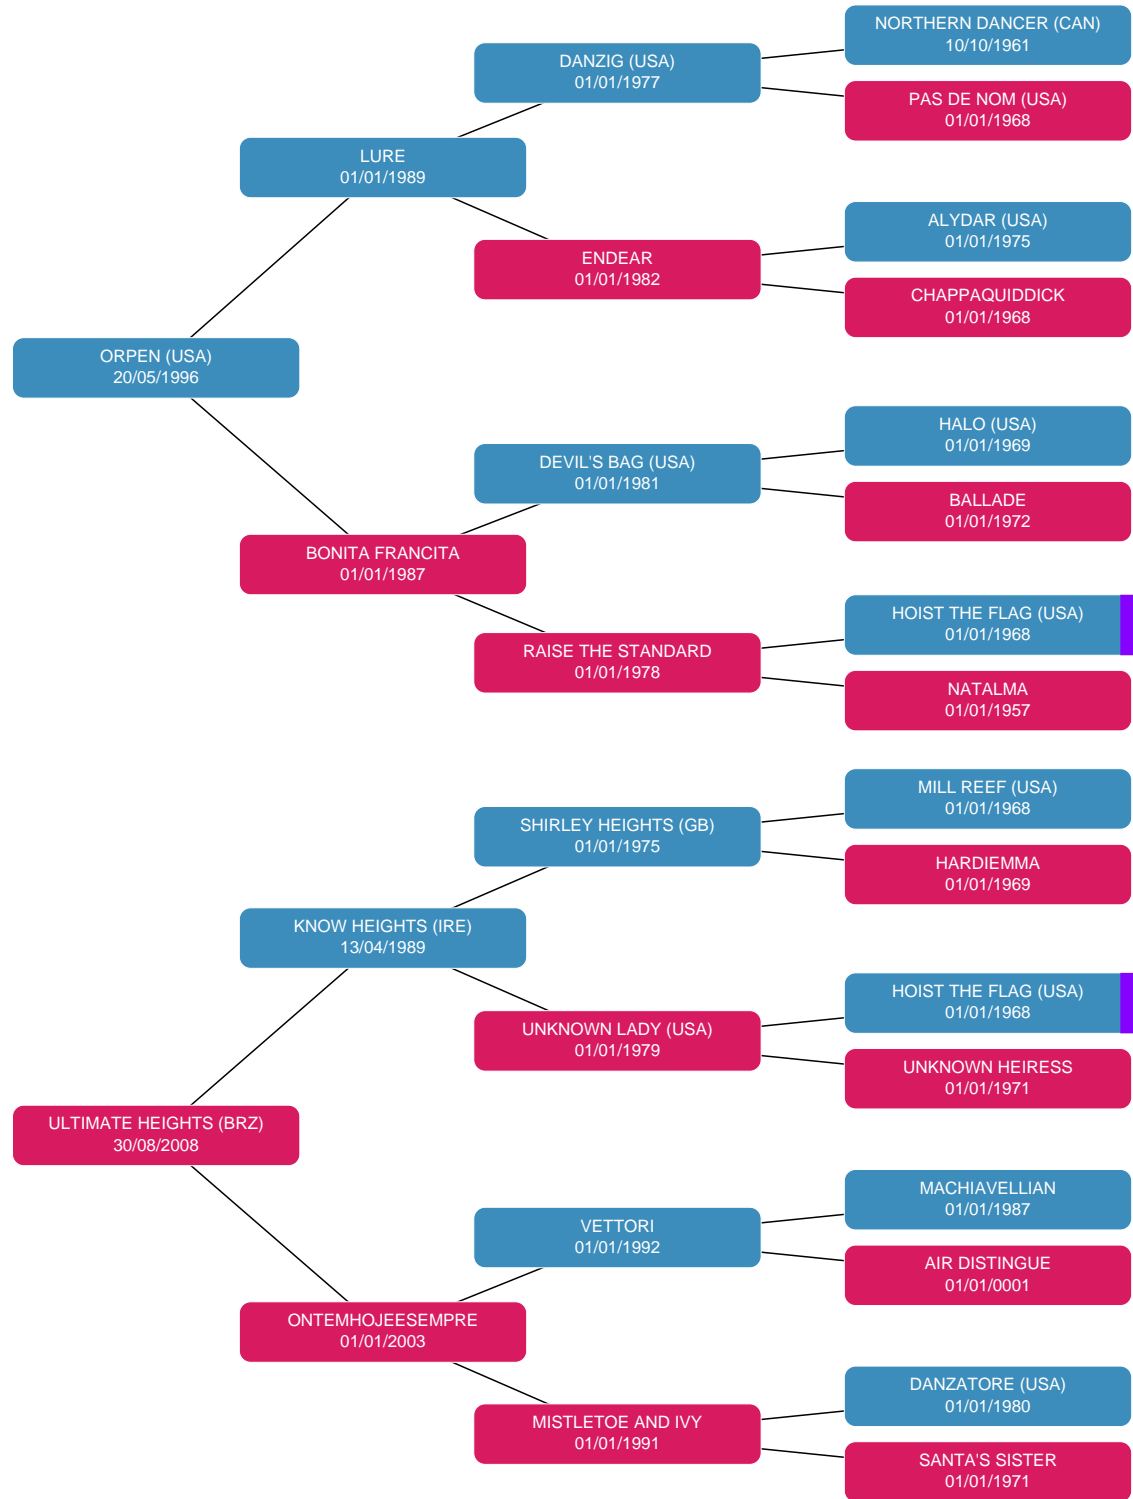 NORTHERN DANCER (CAN)
10/10/1961
DANZIG (USA)
01/01/1977
PAS DE NOM (USA)
01/01/1968
LURE
01/01/1989
ALYDAR (USA)
01/01/1975
ENDEAR
01/01/1982
CHAPPAQUIDDICK
01/01/1968
ORPEN (USA)
20/05/1996
HALO (USA)
01/01/1969
DEVIL'S BAG (USA)
01/01/1981
BALLADE
01/01/1972
BONITA FRANCITA
01/01/1987
HOIST THE FLAG (USA)
01/01/1968
RAISE THE STANDARD
01/01/1978
NATALMA
01/01/1957
MILL REEF (USA)
01/01/1968
SHIRLEY HEIGHTS (GB)
01/01/1975
HARDIEMMA
01/01/1969
KNOW HEIGHTS (IRE)
13/04/1989
HOIST THE FLAG (USA)
01/01/1968
UNKNOWN LADY (USA)
01/01/1979
UNKNOWN HEIRESS
01/01/1971
ULTIMATE HEIGHTS (BRZ)
30/08/2008
MACHIAVELLIAN
01/01/1987
VETTORI
01/01/1992
AIR DISTINGUE
01/01/0001
ONTEMHOJEESEMPRE
01/01/2003
DANZATORE (USA)
01/01/1980
MISTLETOE AND IVY
01/01/1991
SANTA'S SISTER
01/01/1971